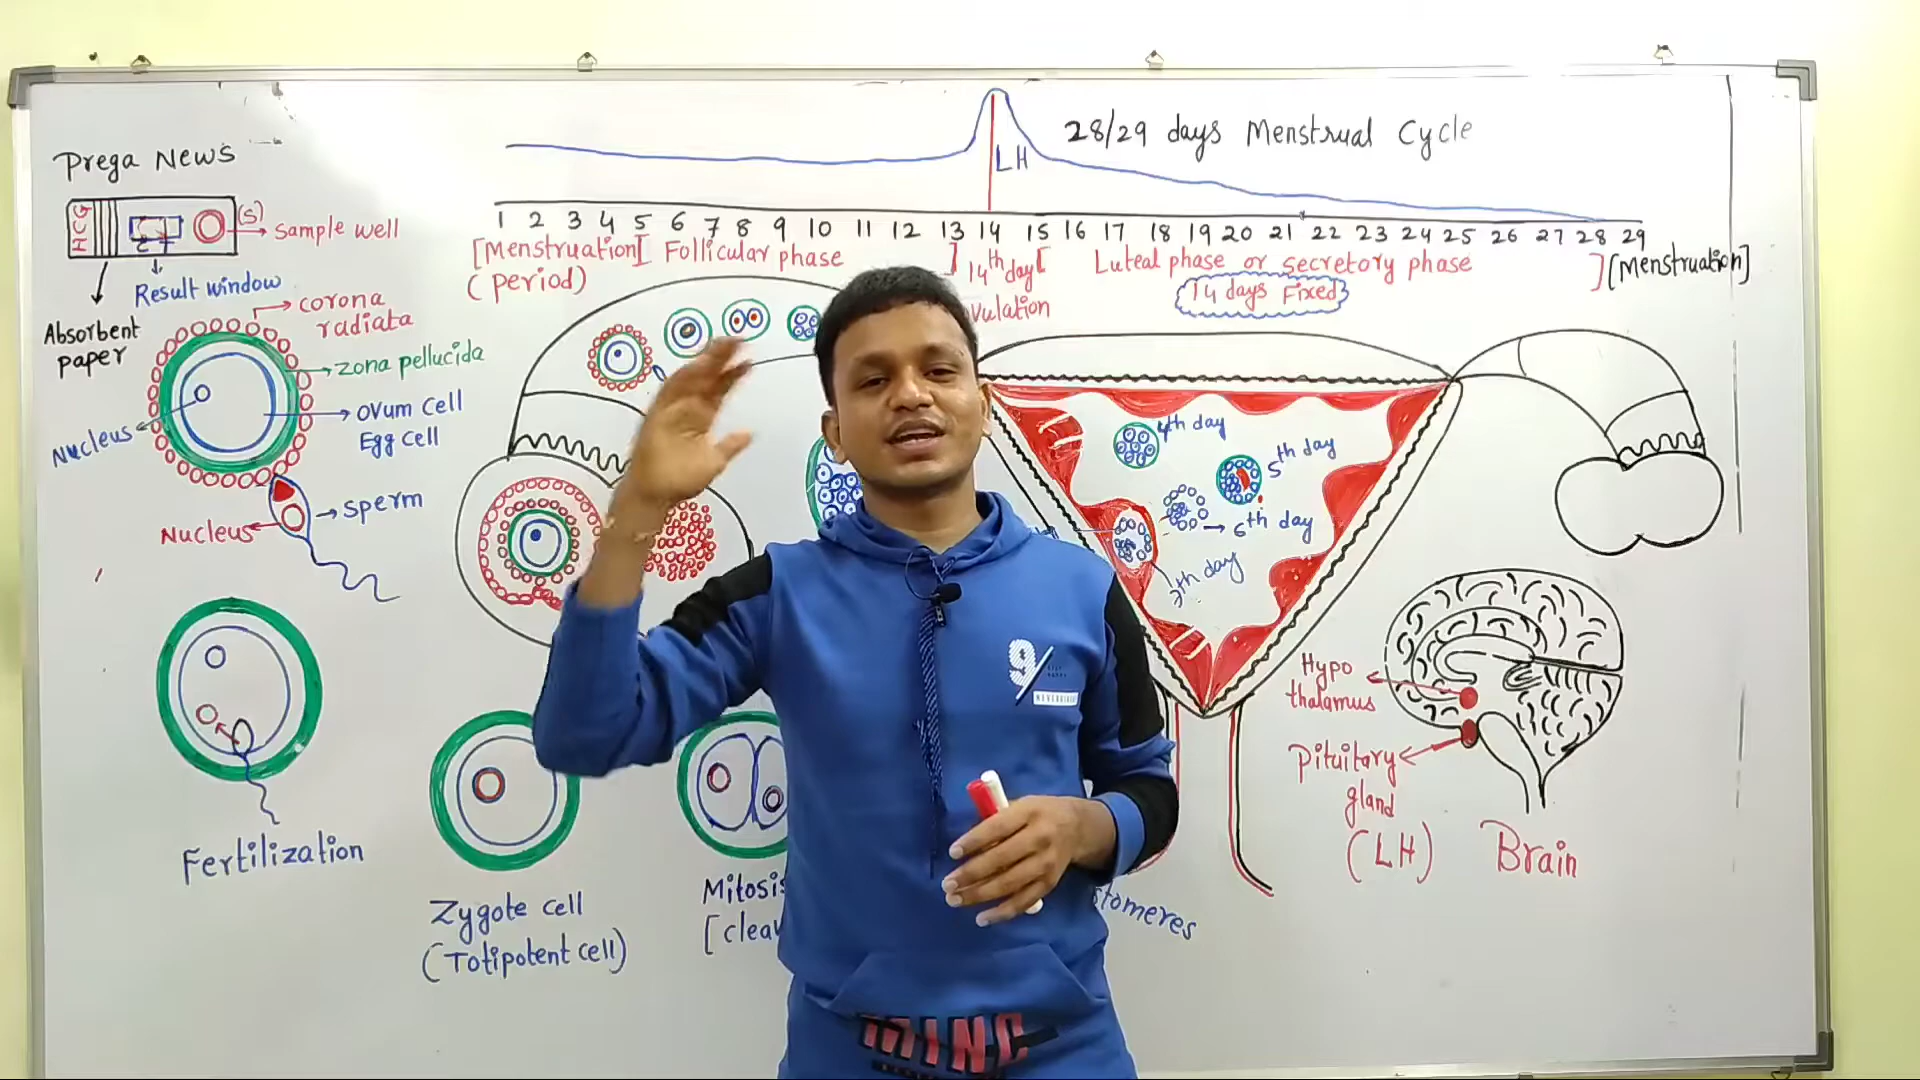 Prega News
HCG
C T
(S)
Sample well
Result window
Absorbent
paper
corona
radiata
zona pellucida
ovum cell
Egg cell
Nucleus
Sperm
Nucleus
Fertilization
28/29 days Menstrual Cycle
LH
1 2 3 4 5 6 7 8 9 10 11 12 13 14 15 16 17 18 19 20 21 22 23 24 25 26 27 28 29
[Menstruation[ Follicular phase ] 14th day [ Luteal phase or secretory phase ] [Menstruation]
(period)
vulation
14 days Fixed
4th day
5th day
6th day
7th day
Hypo
thalamus
Pituitary
gland
(LH)
Brain
Zygote cell
(Totipotent cell)
Mitosis
[clea
stomeres
9
MINC